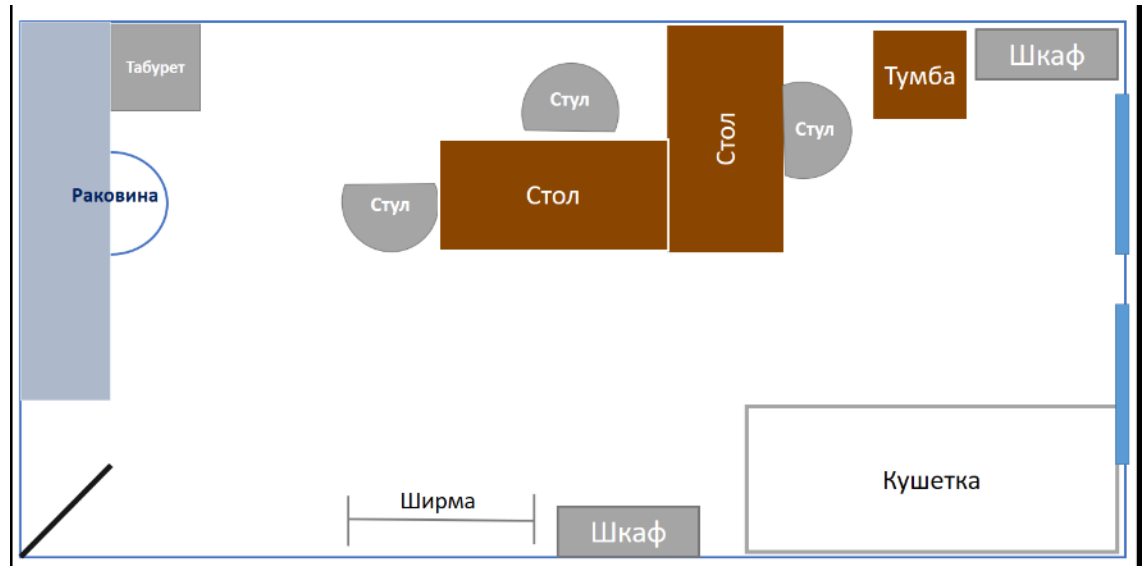 Табурет
Стул
Стол
Стул
Тумба
Шкаф
Раковина
Стул
Стол
Ширма
Шкаф
Кушетка